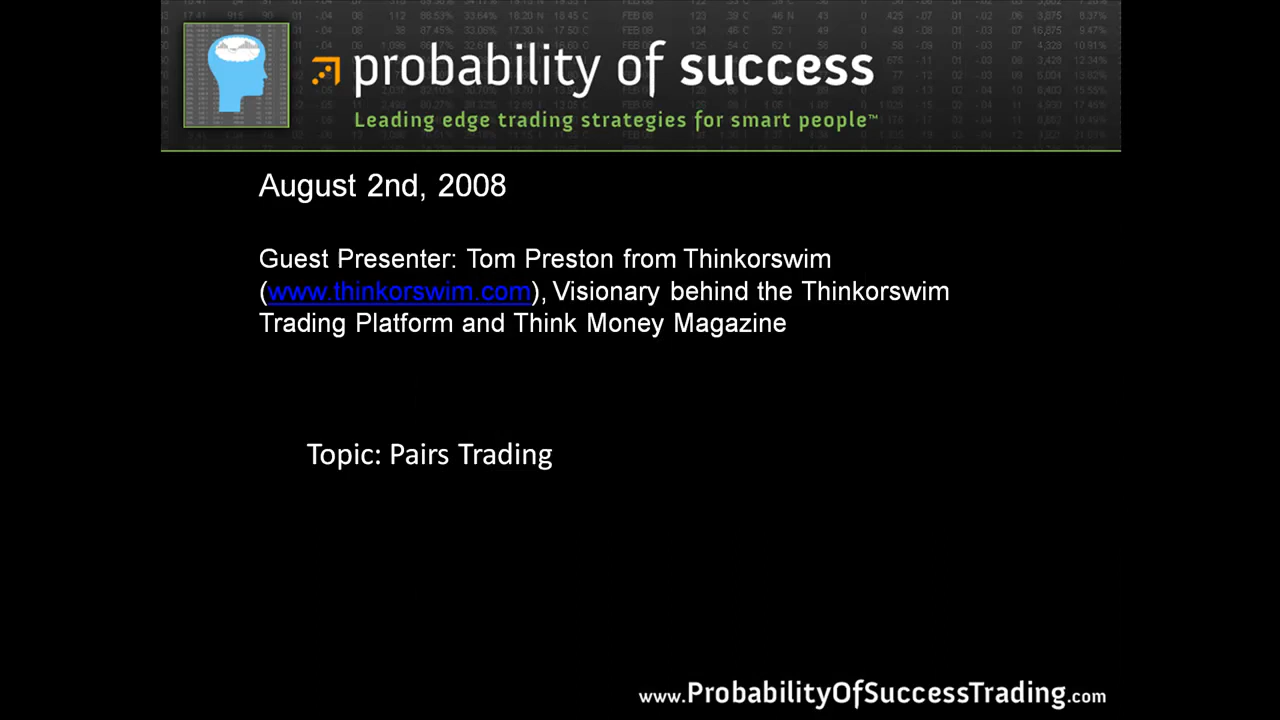 probability of success
Leading edge trading strategies for smart people™
August 2nd, 2008
Guest Presenter: Tom Preston from Thinkorswim
(www.thinkorswim.com), Visionary behind the Thinkorswim
Trading Platform and Think Money Magazine
Topic: Pairs Trading
www.ProbabilityOfSuccessTrading.com